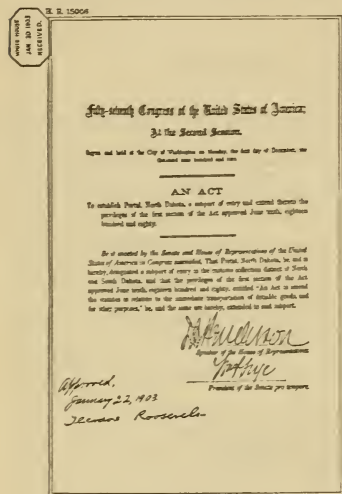 H. R. 15006
WHITE HOUSE
JAN 20 1903
RECEIVED.
Fifty-seventh Congress of the United States of America;
At the Second Session,
Begun and held at the City of Washington on Monday, the first day of December, one
thousand nine hundred and two.
AN ACT
To establish Portal, North Dakota, a subport of entry and extend thereto the
privileges of the first section of the Act approved June tenth, eighteen
hundred and eighty.
Be it enacted by the Senate and House of Representatives of the United
States of America in Congress assembled, That Portal, North Dakota, be and is
hereby, designated a subport of entry in the customs collection district of North
and South Dakota, and that the privileges of the first section of the Act
approved June tenth, eighteen hundred and eighty, entitled "An Act to amend
the statutes in relation to the immediate transportation of dutiable goods, and
for other purposes," be, and the same are hereby, extended to said subport.
D B Henderson
Speaker of the House of Representatives.
Wm P Frye
President of the Senate pro tempore.
Approved,
January 22, 1903
Theodore Roosevelt